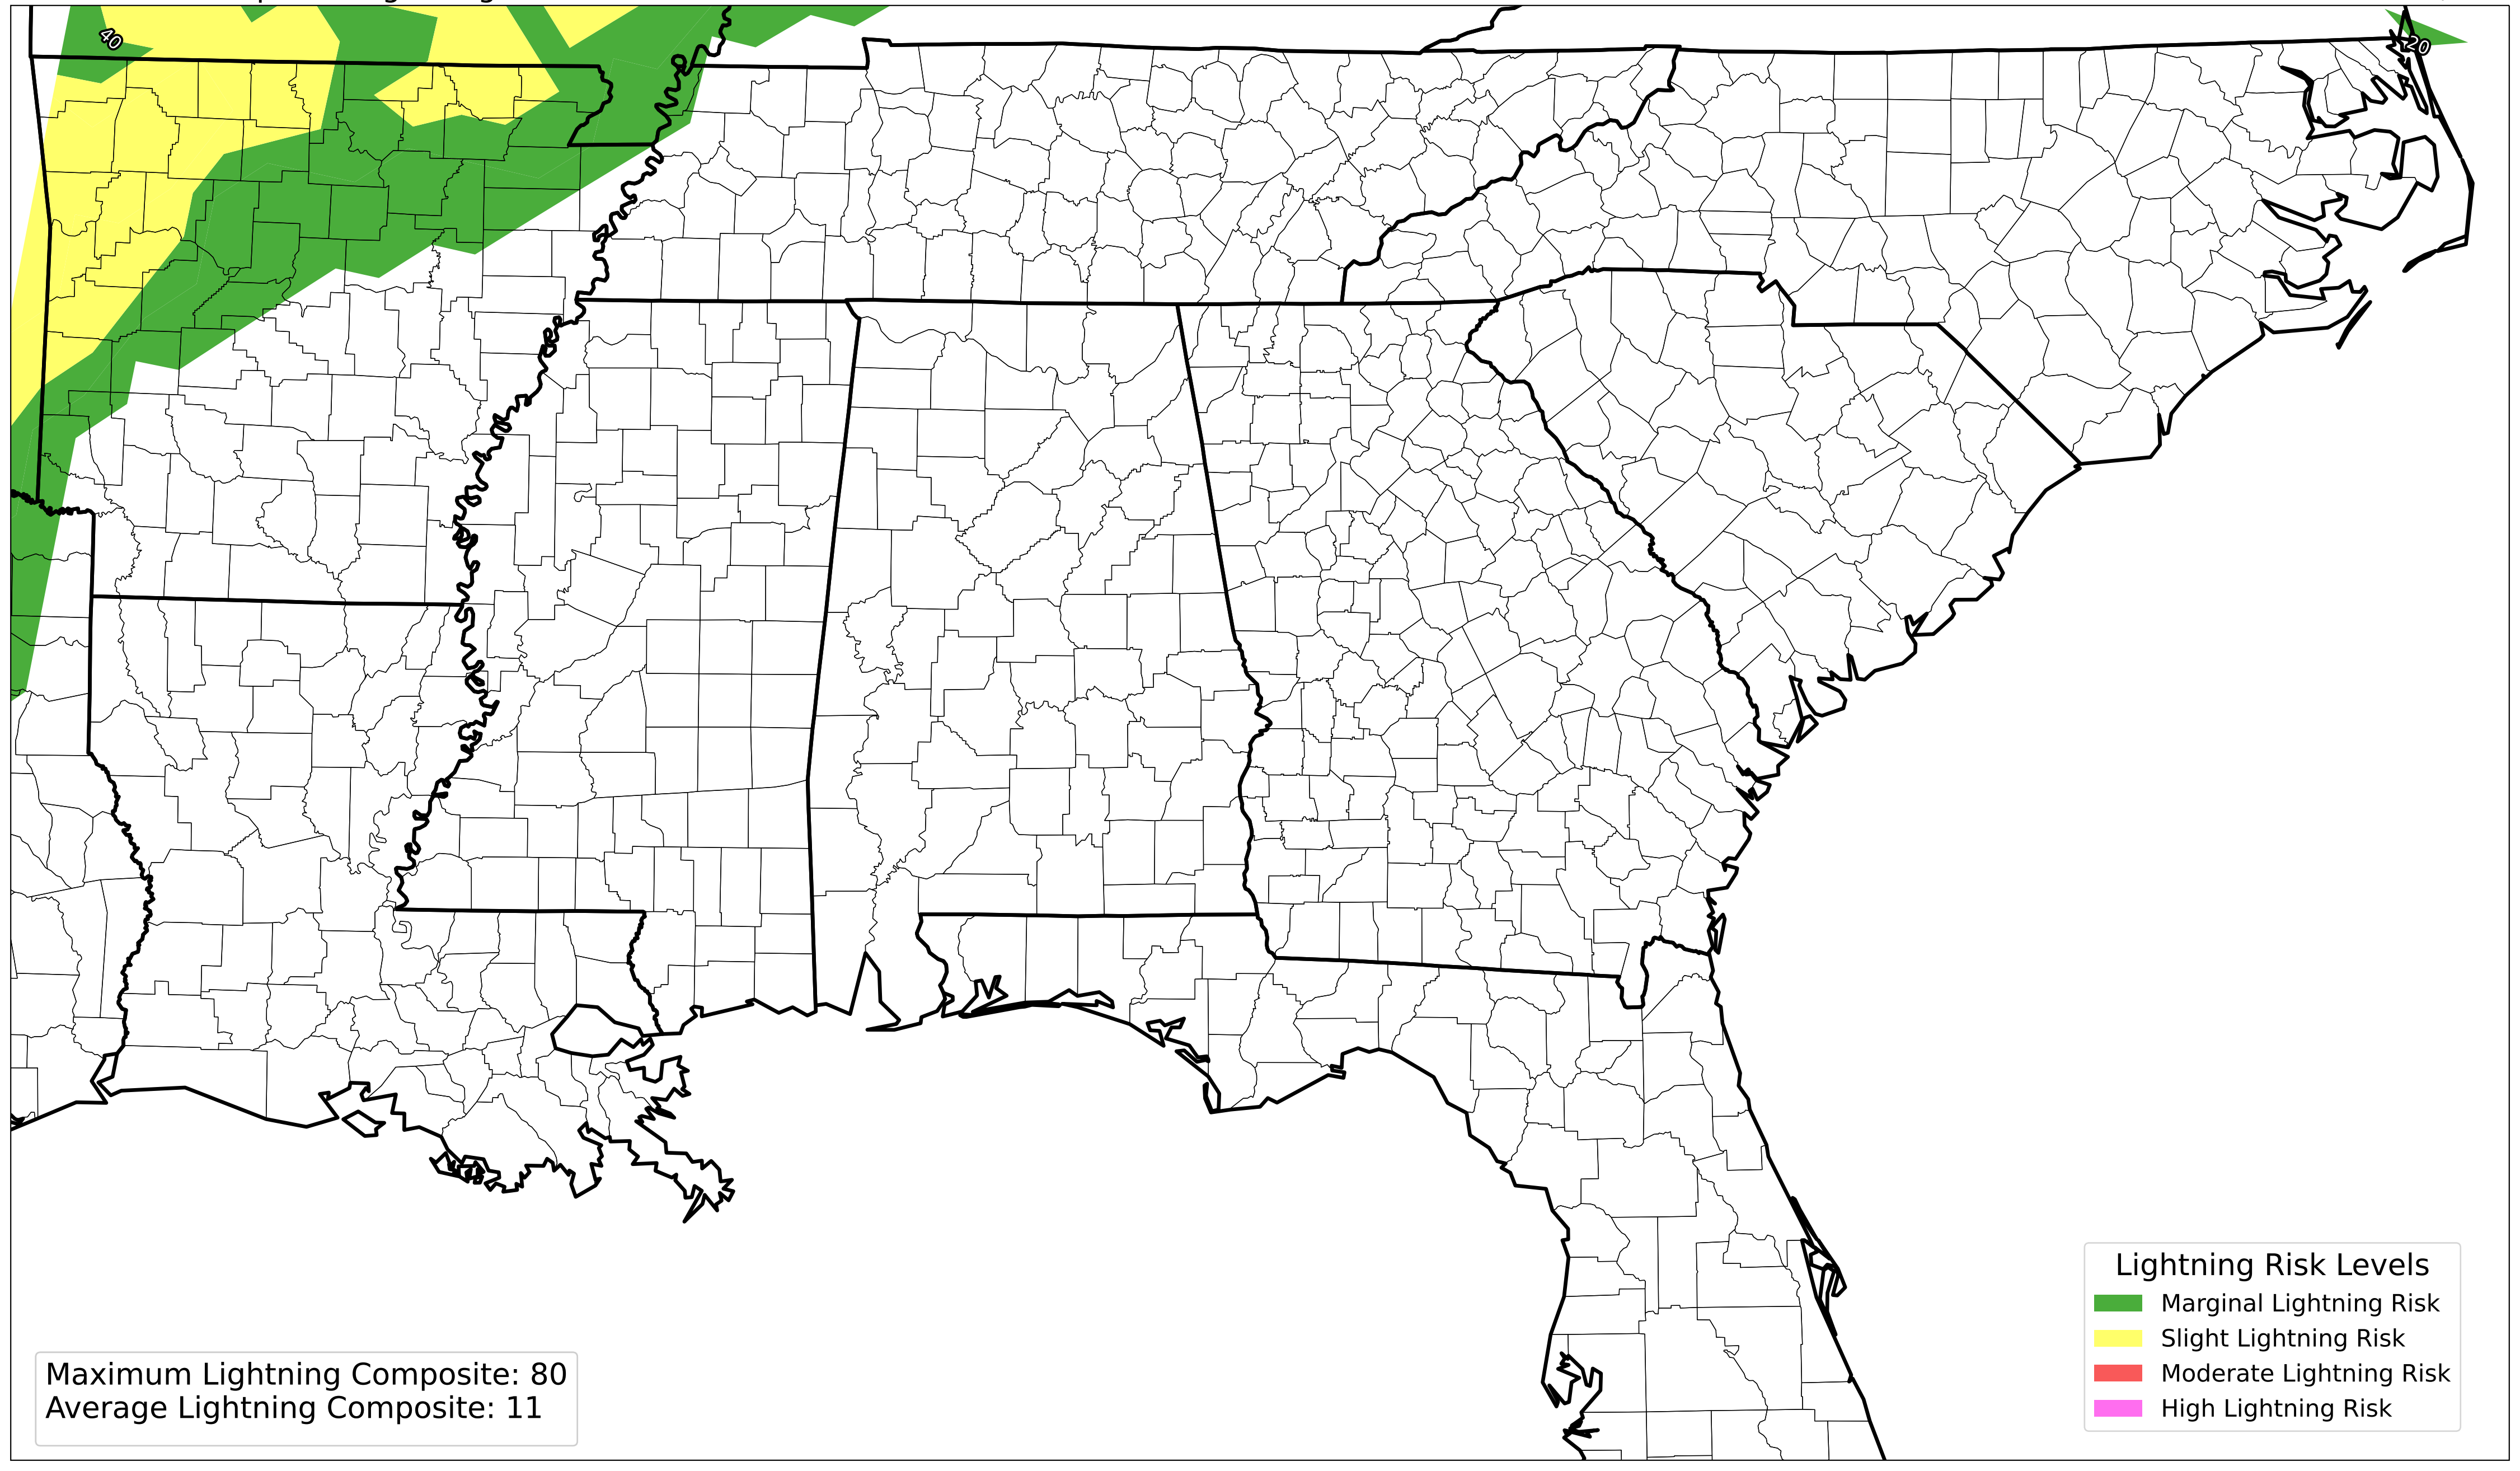 40
20
Lightning Risk Levels
Marginal Lightning Risk
Slight Lightning Risk
Moderate Lightning Risk
High Lightning Risk
Maximum Lightning Composite: 80
Average Lightning Composite: 11